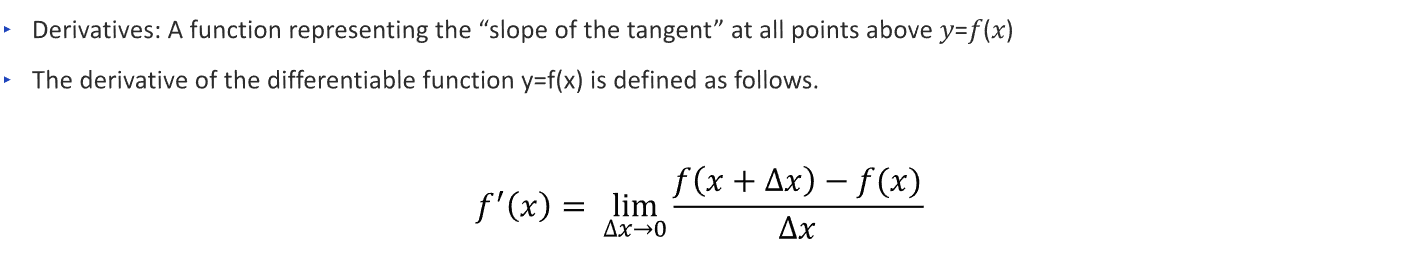 ‣ Derivatives: A function representing the “slope of the tangent” at all points above y=f(x)
‣ The derivative of the differentiable function y=f(x) is defined as follows.
f′(x) = lim_{Δx→0} (f(x + Δx) − f(x)) / Δx